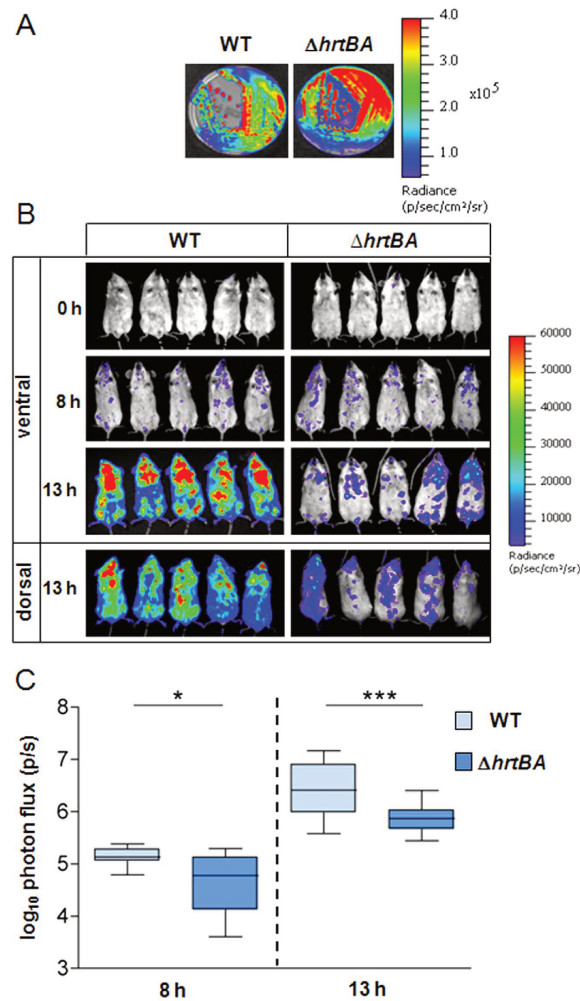 A
WT ΔhrtBA
4.0
3.0
2.0
1.0
x10⁵
Radiance
(p/sec/cm²/sr)
B
WT ΔhrtBA
ventral
0 h
8 h
13 h
dorsal
13 h
60000
50000
40000
30000
20000
10000
Radiance
(p/sec/cm²/sr)
C
log₁₀ photon flux (p/s)
8
7
6
5
4
3
* ***
WT
ΔhrtBA
8 h 13 h